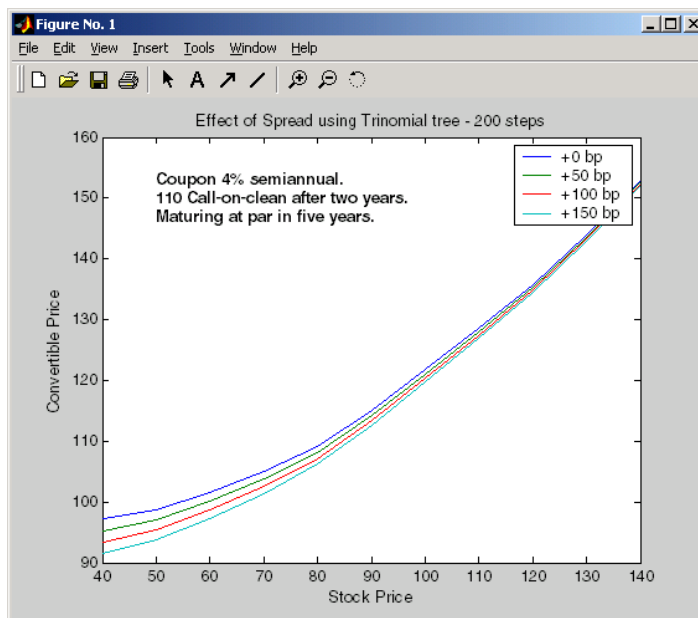 Figure No. 1
File Edit View Insert Tools Window Help
A
Effect of Spread using Trinomial tree - 200 steps
160
150
140
130
120
110
100
90
Convertible Price
Coupon 4% semiannual.
110 Call-on-clean after two years.
Maturing at par in five years.
+0 bp
+50 bp
+100 bp
+150 bp
40 50 60 70 80 90 100 110 120 130 140
Stock Price